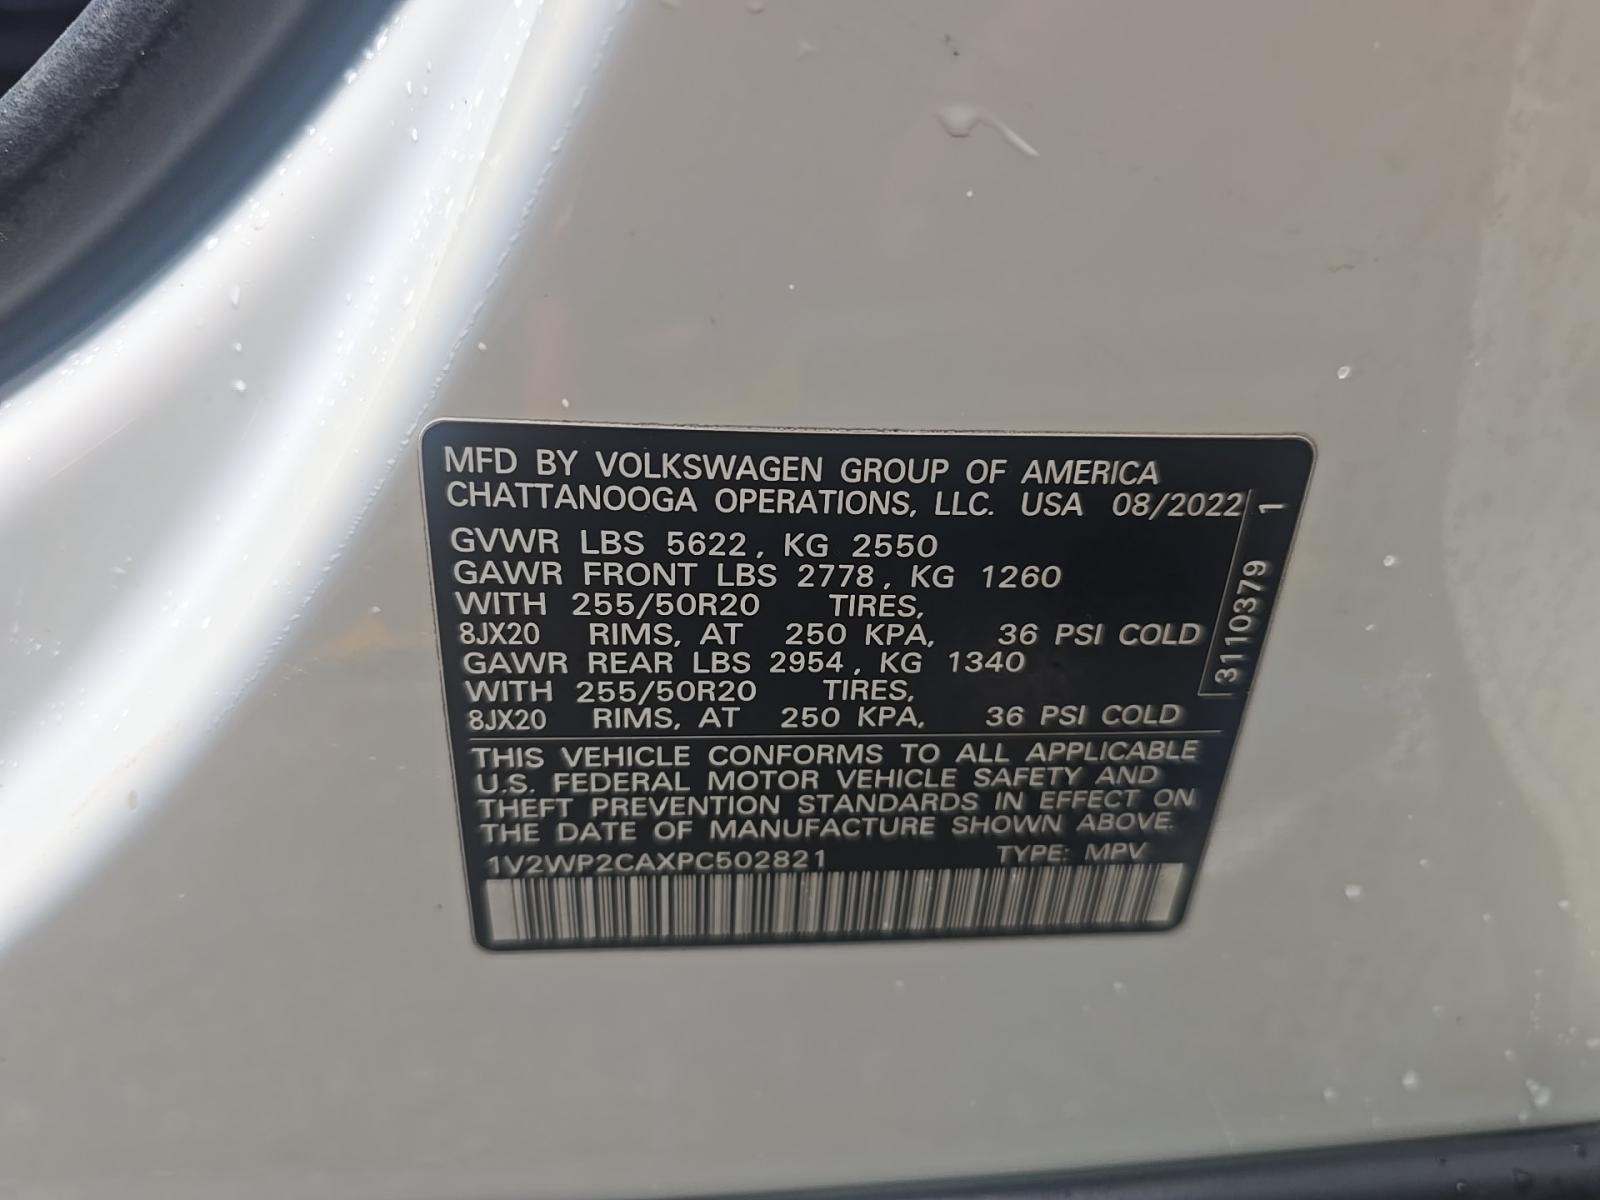 MFD BY VOLKSWAGEN GROUP OF AMERICA
CHATTANOOGA OPERATIONS, LLC. USA 08/2022
GVWR LBS 5622, KG 2550
GAWR FRONT LBS 2778, KG 1260
WITH 255/50R20 TIRES,
8JX20 RIMS, AT 250 KPA, 36 PSI COLD
GAWR REAR LBS 2954, KG 1340
WITH 255/50R20 TIRES,
8JX20 RIMS, AT 250 KPA, 36 PSI COLD
3110379 1
THIS VEHICLE CONFORMS TO ALL APPLICABLE
U.S. FEDERAL MOTOR VEHICLE SAFETY AND
THEFT PREVENTION STANDARDS IN EFFECT ON
THE DATE OF MANUFACTURE SHOWN ABOVE.
1V2WP2CAXPC502821 TYPE: MPV